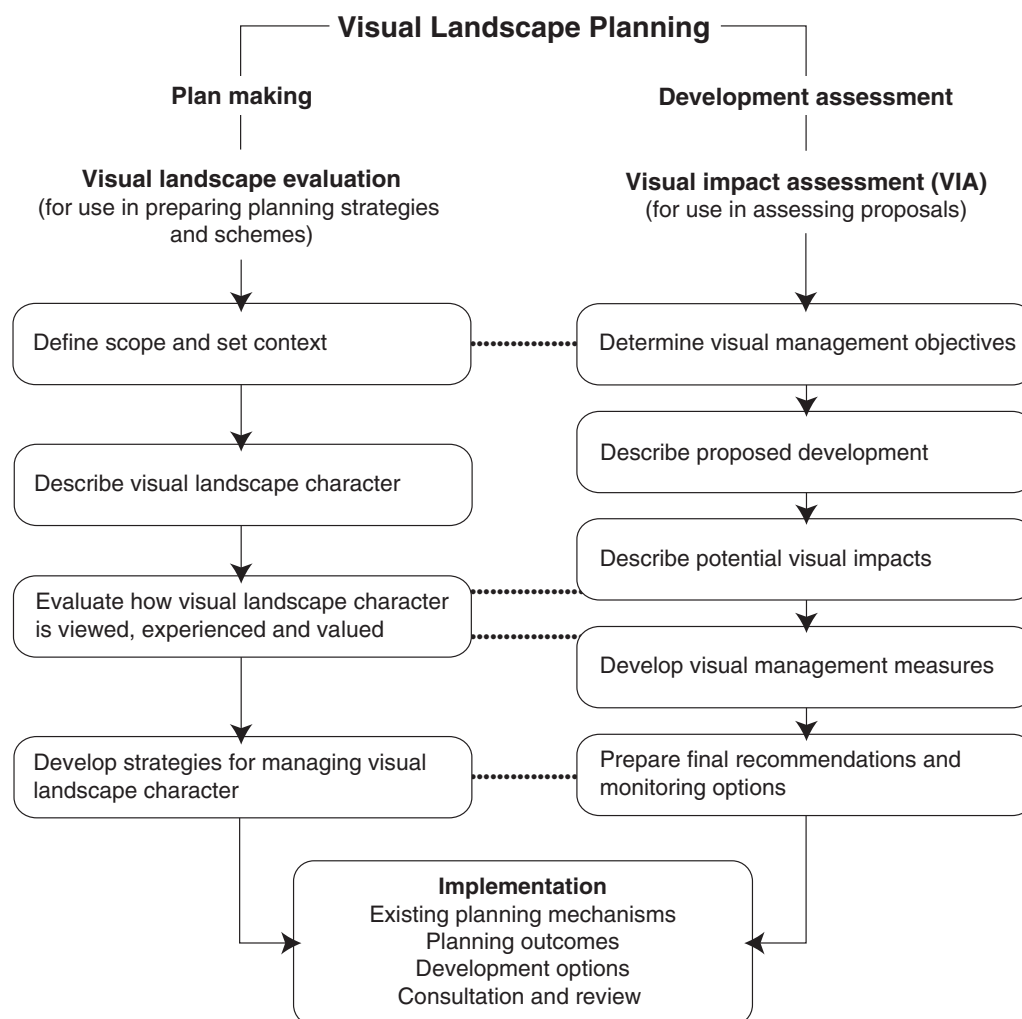 Visual Landscape Planning
Plan making
Visual landscape evaluation
(for use in preparing planning strategies
and schemes)
Define scope and set context
Describe visual landscape character
Evaluate how visual landscape character
is viewed, experienced and valued
Develop strategies for managing visual
landscape character
Development assessment
Visual impact assessment (VIA)
(for use in assessing proposals)
Determine visual management objectives
Describe proposed development
Describe potential visual impacts
Develop visual management measures
Prepare final recommendations and
monitoring options
Implementation
Existing planning mechanisms
Planning outcomes
Development options
Consultation and review